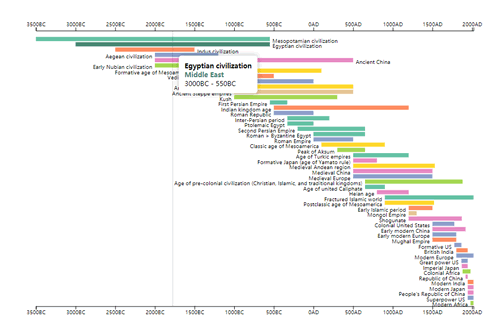 3500BC 3000BC 2500BC 2000BC 1500BC 1000BC 500BC 0AD 500AD 1000AD 1500AD 2000AD
Mesopotamian civilization
Egyptian civilization
Indus civilization
Aegean civilization
Ancient China
Early Nubian civilization
Formative age of Mesoam
Egyptian civilization
Middle East
3000BC - 550BC
Ancient steppe empires
Kush
First Persian Empire
Indian kingdom age
Roman Republic
Inter-Persian period
Ptolemaic Egypt
Second Persian Empire
Roman + Byzantine Egypt
Roman Empire
Classic age of Mesoamerica
Peak of Aksum
Age of Turkic empires
Formative Japan (age of Yamato rule)
Medieval Andean region
Medieval China
Medieval Europe
Age of pre-colonial civilization (Christian, Islamic, and traditional kingdoms)
Age of united Caliphate
Heian age
Fractured Islamic world
Postclassic age of Mesoamerica
Early Islamic period
Mongol Empire
Shogunate
Colonial United States
Early modern China
Early modern Europe
Mughal Empire
Formative US
British India
Modern Europe
Great power US
Imperial Japan
Colonial Africa
Republic of China
Modern India
Modern Japan
People's Republic of China
Superpower US
Modern Africa
3500BC 3000BC 2500BC 2000BC 1500BC 1000BC 500BC 0AD 500AD 1000AD 1500AD 2000AD